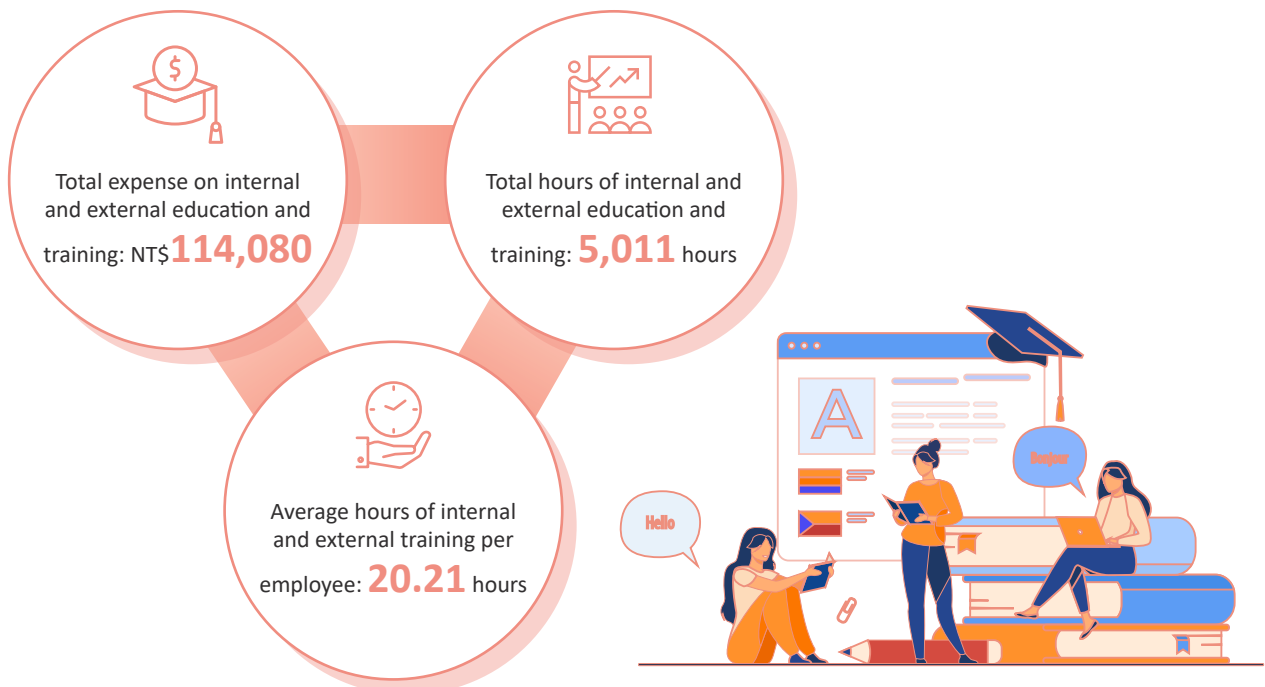 Total expense on internal
and external education and
training: NT$114,080
Total hours of internal and
external education and
training: 5,011 hours
Average hours of internal
and external training per
employee: 20.21 hours
A
Hello
Bonjour